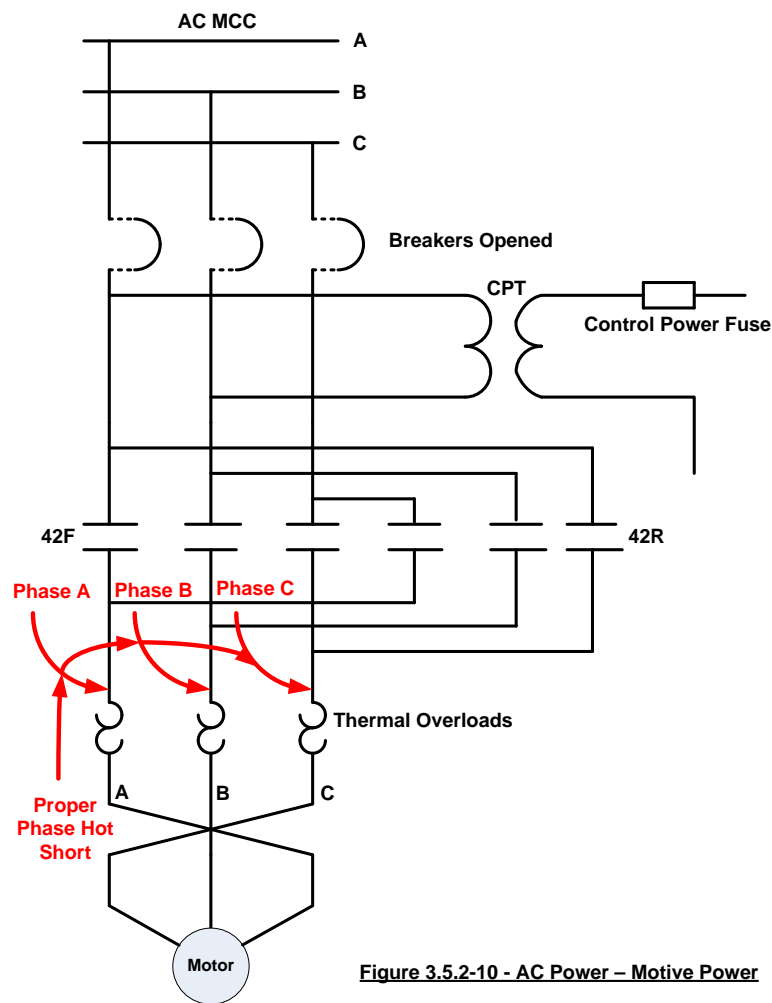 AC MCC
A
B
C
Breakers Opened
CPT
Control Power Fuse
42F
42R
Phase A
Phase B
Phase C
Thermal Overloads
A
B
C
Proper
Phase Hot
Short
Motor
Figure 3.5.2-10 - AC Power – Motive Power